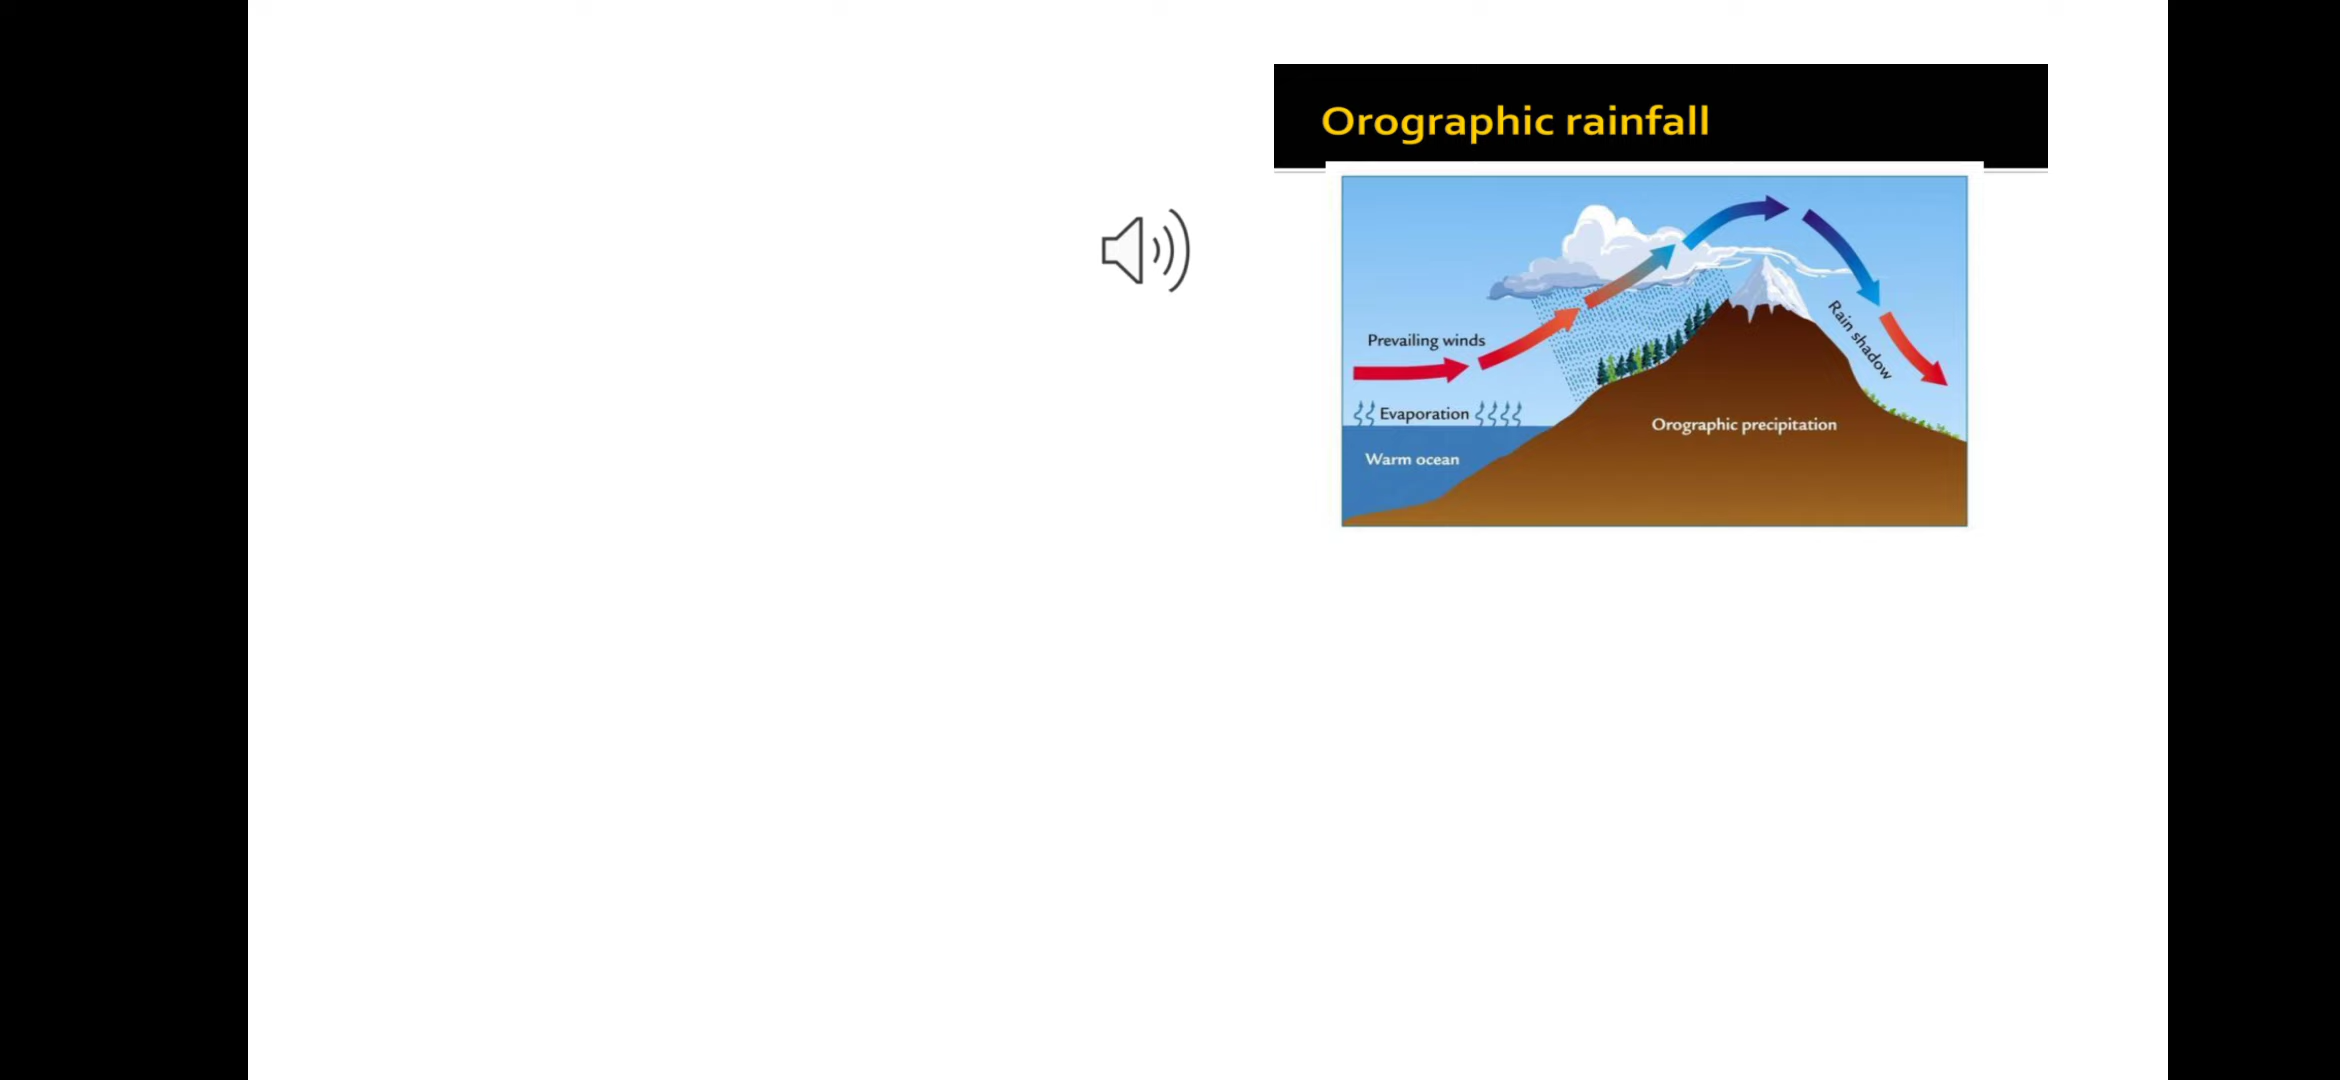 Orographic rainfall
Prevailing winds
Rain shadow
Evaporation
Orographic precipitation
Warm ocean